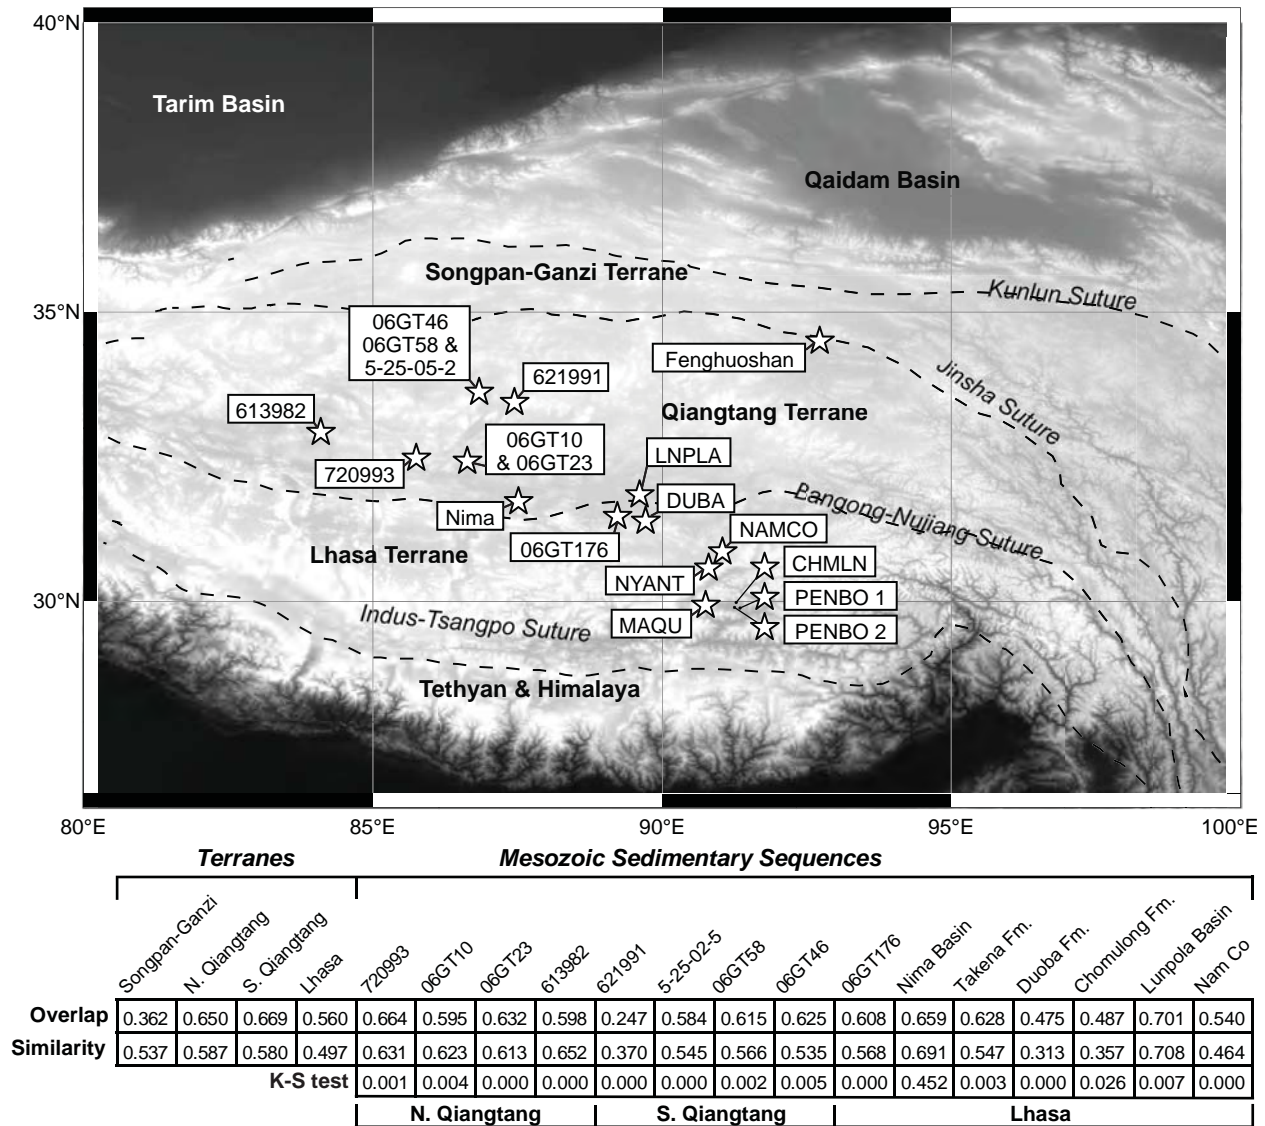 40°N
Tarim Basin
Qaidam Basin
Songpan-Ganzi Terrane
Kunlun Suture
35°N
06GT46
06GT58 &
5-25-05-2
Fenghuoshan
621991
Jinsha Suture
613982
Qiangtang Terrane
06GT10
& 06GT23
LNPLA
720993
DUBA
Bangong-Nujiang Suture
Nima
NAMCO
06GT176
Lhasa Terrane
CHMLN
NYANT
PENBO 1
30°N
MAQU
PENBO 2
Indus-Tsangpo Suture
Tethyan & Himalaya
80°E 85°E 90°E 95°E 100°E
Terranes Mesozoic Sedimentary Sequences
Songpan-Ganzi N. Qiangtang S. Qiangtang Lhasa 720993 06GT10 06GT23 613982 621991 5-25-02-5 06GT58 06GT46 06GT176 Nima Basin Takena Fm. Duoba Fm. Chomulong Fm. Lunpola Basin Nam Co
Overlap 0.362 0.650 0.669 0.560 0.664 0.595 0.632 0.598 0.247 0.584 0.615 0.625 0.608 0.659 0.628 0.475 0.487 0.701 0.540
Similarity 0.537 0.587 0.580 0.497 0.631 0.623 0.613 0.652 0.370 0.545 0.566 0.535 0.568 0.691 0.547 0.313 0.357 0.708 0.464
K-S test 0.001 0.004 0.000 0.000 0.000 0.000 0.002 0.005 0.000 0.452 0.003 0.000 0.026 0.007 0.000
N. Qiangtang S. Qiangtang Lhasa